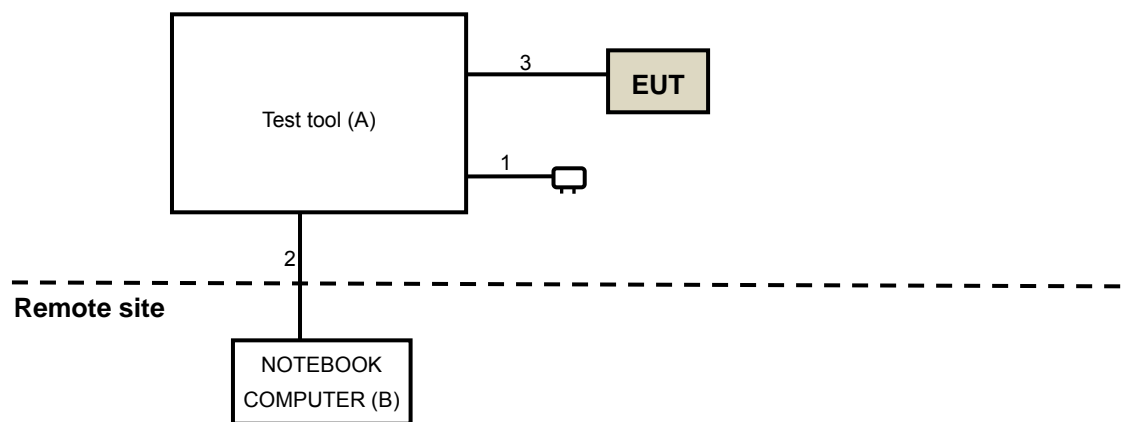 3
EUT
Test tool (A)
1
2
Remote site
NOTEBOOK
COMPUTER (B)